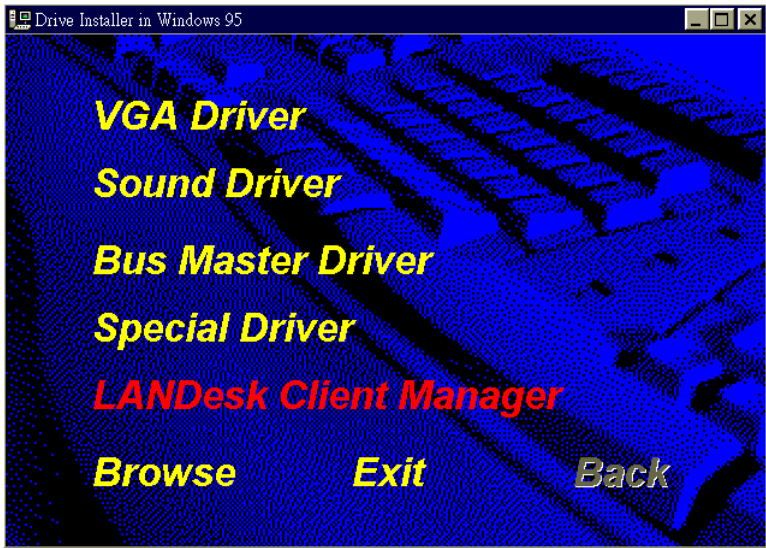 Drive Installer in Windows 95
VGA Driver
Sound Driver
Bus Master Driver
Special Driver
LANDesk Client Manager
Browse Exit Back